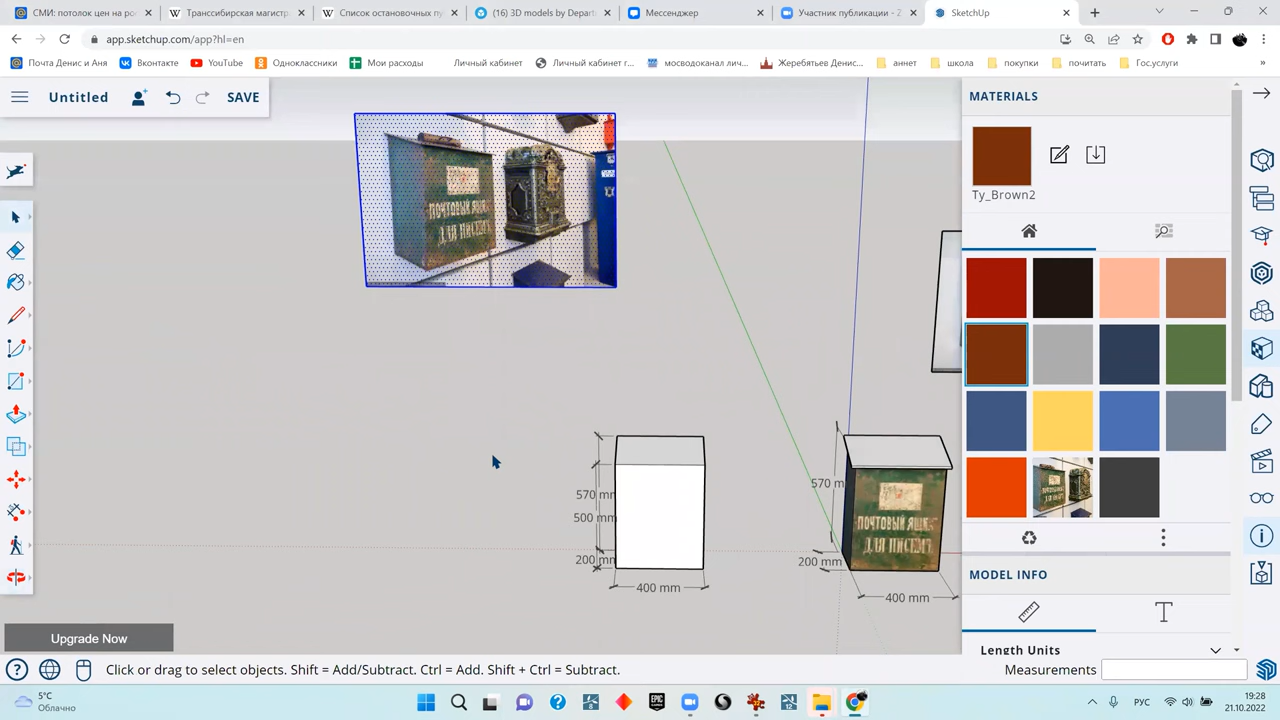 СМИ: потолок цен на рос
Транссибирская магистр
Список остановочных пу
(16) 3D models by Depart
Мессенджер
Участник публикации - 2
SketchUp
app.sketchup.com/app?hl=en
Почта Денис и Аня
Вконтакте
YouTube
Одноклассники
Мои расходы
Личный кабинет
Личный кабинет г...
мосводоканал лич...
Жеребятьев Денис...
аннет
школа
покупки
почитать
Гос.услуги
»
Untitled
SAVE
MATERIALS
Ty_Brown2
ПОЧТОВЫЙ ЯЩИК
ДЛЯ ПИСЕМ
570 mm
500 mm
200 mm
400 mm
570 m
200 mm
400 mm
ПОЧТОВЫЙ ЯЩИК
ДЛЯ ПИСЕМ
MODEL INFO
Length Units
Upgrade Now
Click or drag to select objects. Shift = Add/Subtract. Ctrl = Add. Shift + Ctrl = Subtract.
Measurements
5°C
Облачно
EPIC
GAMES
12
РУС
19:28
21.10.2022